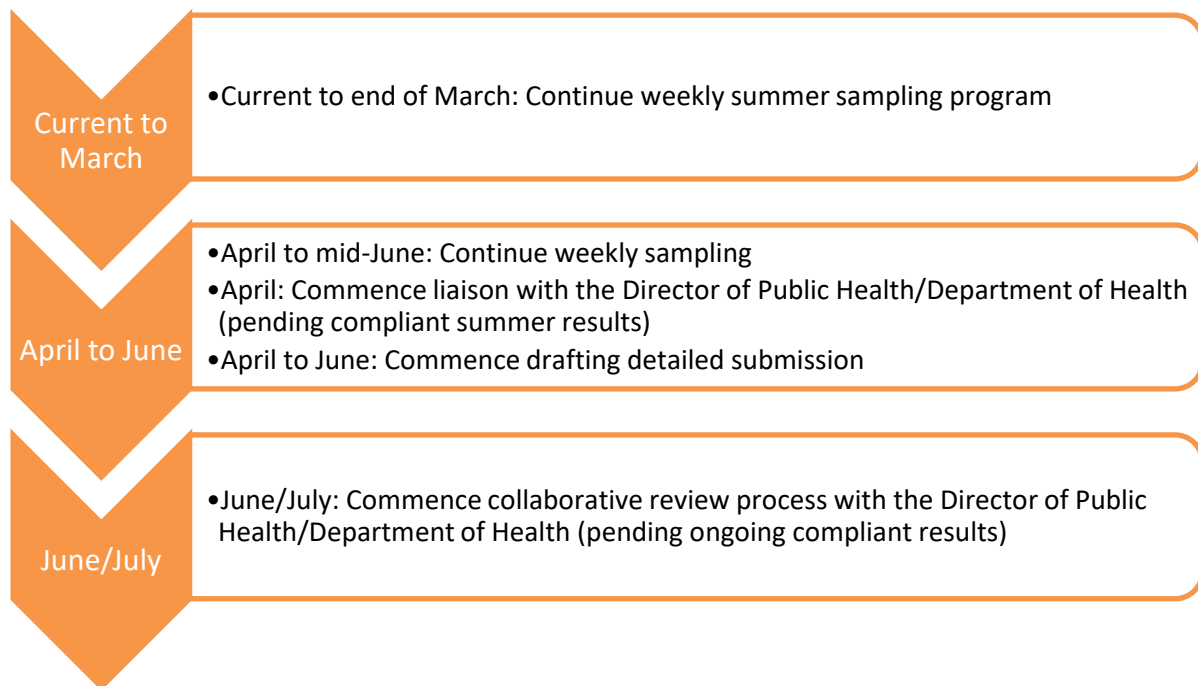 Current to
March
•Current to end of March: Continue weekly summer sampling program
April to June
•April to mid-June: Continue weekly sampling
•April: Commence liaison with the Director of Public Health/Department of Health
(pending compliant summer results)
•April to June: Commence drafting detailed submission
June/July
•June/July: Commence collaborative review process with the Director of Public
Health/Department of Health (pending ongoing compliant results)